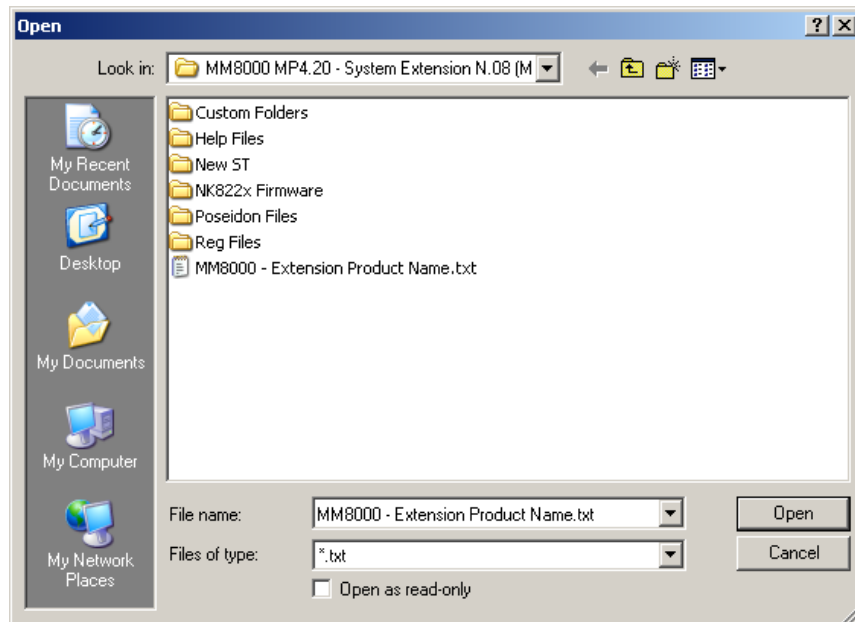 Open
Look in:
MM8000 MP4.20 - System Extension N.08 (M
My Recent
Documents
Desktop
My Documents
My Computer
My Network
Places
Custom Folders
Help Files
New ST
NK822x Firmware
Poseidon Files
Reg Files
MM8000 - Extension Product Name.txt
File name:
MM8000 - Extension Product Name.txt
Open
Files of type:
*.txt
Cancel
Open as read-only